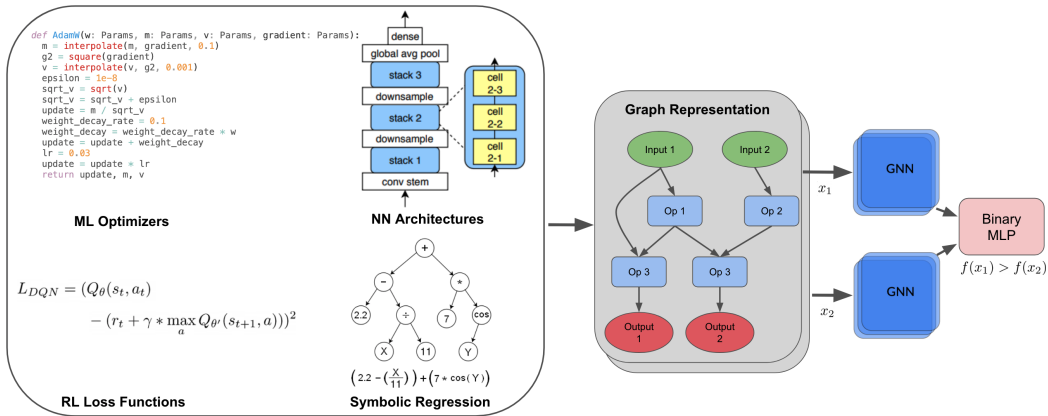 def AdamW(w: Params, m: Params, v: Params, gradient: Params):
m = interpolate(m, gradient, 0.1)
g2 = square(gradient)
v = interpolate(v, g2, 0.001)
epsilon = 1e-8
sqrt_v = sqrt(v)
sqrt_v = sqrt_v + epsilon
update = m / sqrt_v
weight_decay_rate = 0.1
weight_decay = weight_decay_rate * w
update = update + weight_decay
lr = 0.03
update = update * lr
return update, m, v
ML Optimizers
dense
global avg pool
stack 3
downsample
stack 2
downsample
stack 1
conv stem
cell
2-3
cell
2-2
cell
2-1
NN Architectures
L_{DQN} = (Q_θ(s_t, a_t)
− (r_t + γ * max_a Q_{θ'}(s_{t+1}, a)))^2
RL Loss Functions
+
−
*
2.2
÷
7
cos
X
11
Y
(2.2 − (X/11)) + (7 * cos(Y))
Symbolic Regression
Graph Representation
Input 1
Input 2
Op 1
Op 2
Op 3
Op 3
Output
1
Output
2
x_1
x_2
GNN
GNN
Binary
MLP
f(x_1) > f(x_2)